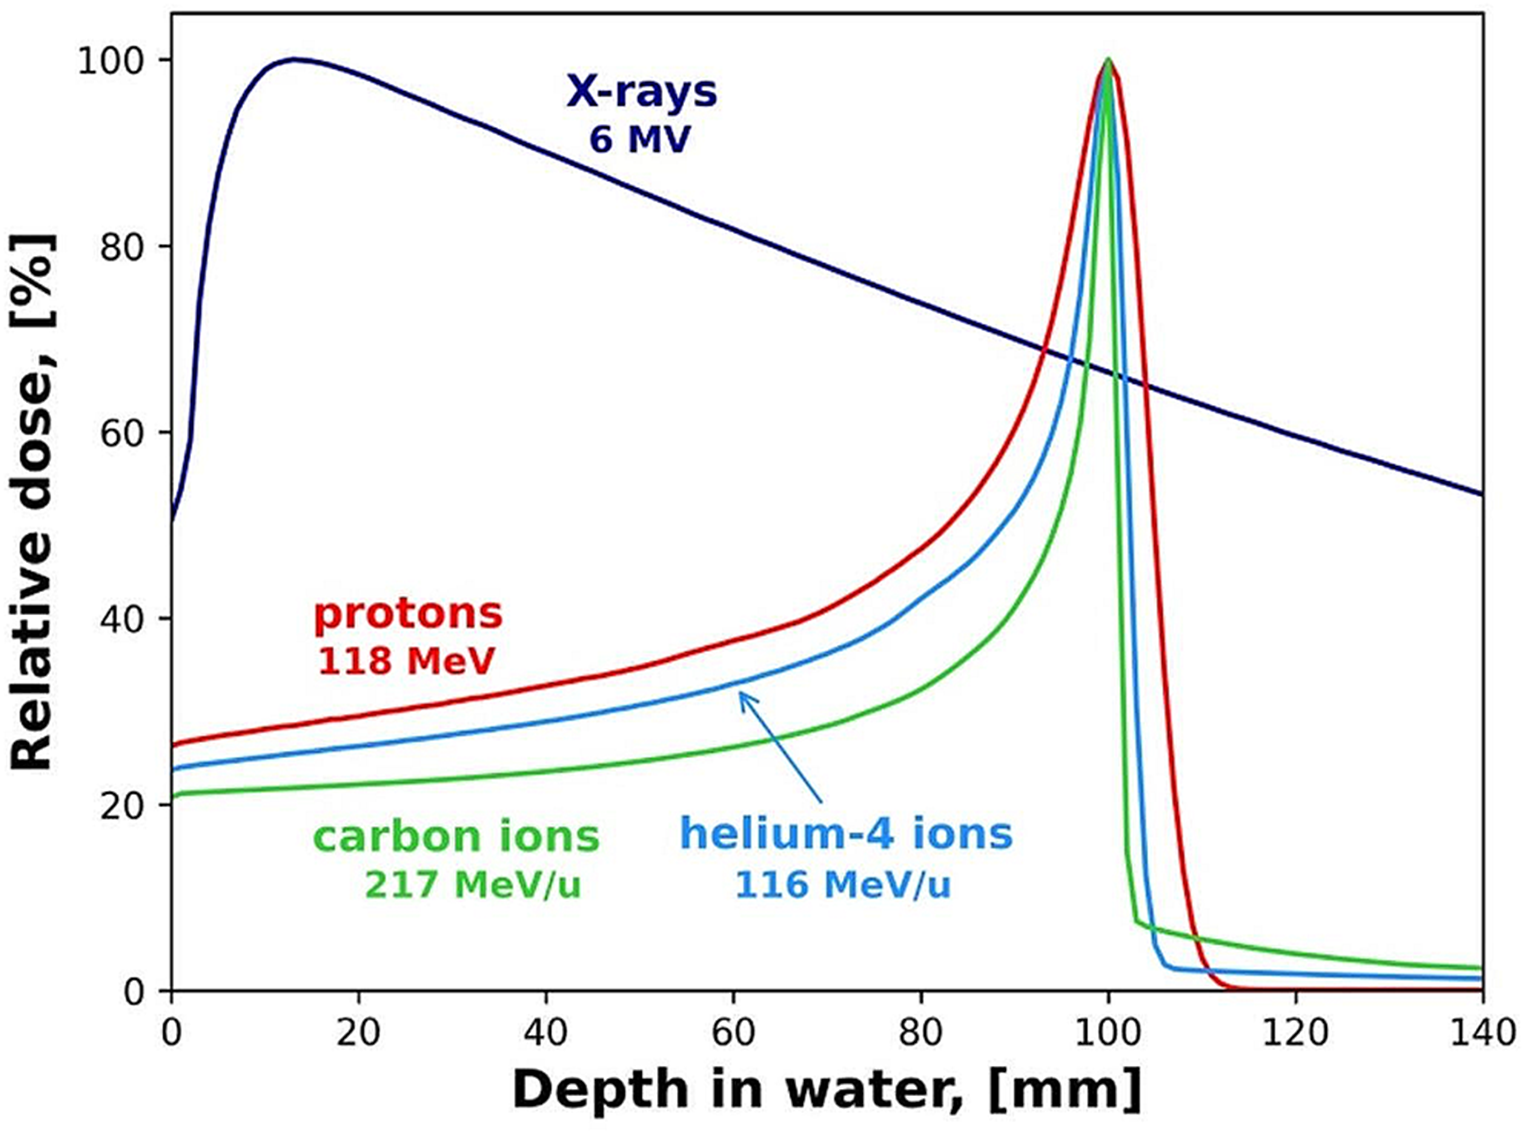 Relative dose, [%]
100
80
60
40
20
0
X-rays
6 MV
protons
118 MeV
carbon ions
217 MeV/u
helium-4 ions
116 MeV/u
0 20 40 60 80 100 120 140
Depth in water, [mm]